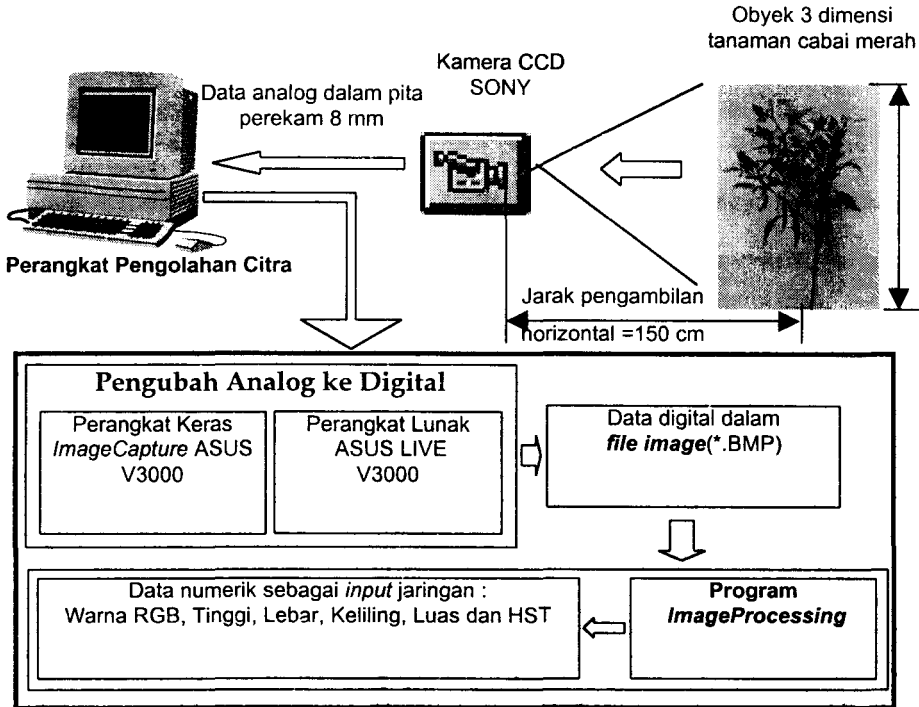 Obyek 3 dimensi
tanaman cabai merah
Kamera CCD
SONY
Data analog dalam pita
perekam 8 mm
Perangkat Pengolahan Citra
Jarak pengambilan
horizontal =150 cm
Pengubah Analog ke Digital
Perangkat Keras
ImageCapture ASUS
V3000
Perangkat Lunak
ASUS LIVE
V3000
Data digital dalam
file image(*.BMP)
Data numerik sebagai input jaringan :
Warna RGB, Tinggi, Lebar, Keliling, Luas dan HST
Program
ImageProcessing